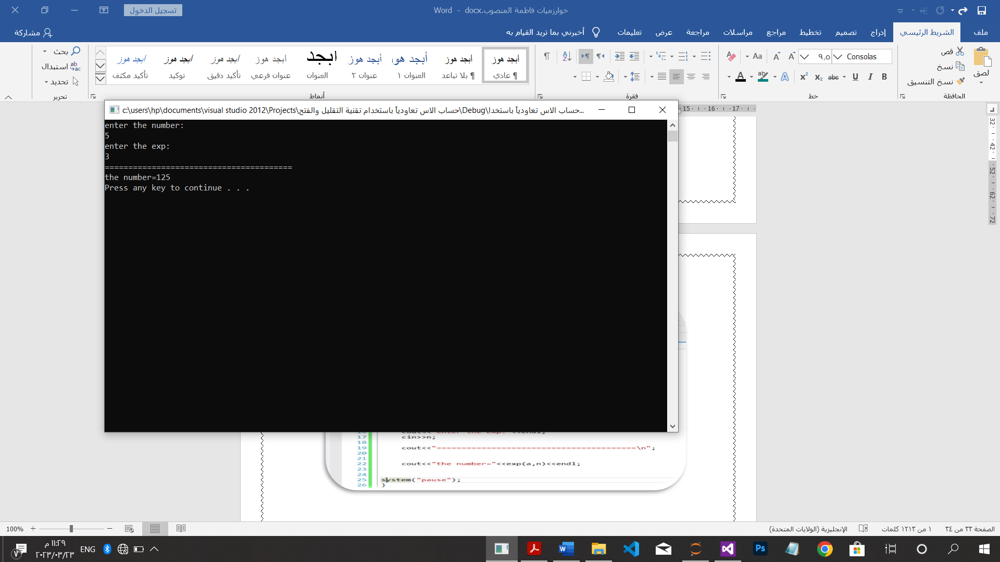 خوارزميات فاطمة المنصوب.docx - Word
تسجيل الدخول
ملف
الشريط الرئيسي
إدراج
تصميم
تخطيط
مراجع
مراسلات
مراجعة
عرض
تعليمات
أخبرني بما تريد القيام به
مشاركة
لصق
قص
نسخ
نسخ التنسيق
الحافظة
Consolas
٩,٥
Aa
B I U abc x₂ x² A
خط
فقرة
أبجد هوز
¶ عادي
أبجد هوز
¶ بلا تباعد
أبجد هوز
العنوان ١
أبجد هوز
عنوان ٢
أبجد
العنوان
أبجد هوز
عنوان فرعي
أبجد هوز
تأكيد دقيق
أبجد هوز
توكيد
أبجد هوز
تأكيد مكثف
أنماط
بحث
استبدال
تحديد
تحرير
c:\users\hp\documents\visual studio 2012\Projects\حساب الاس تعاودياً باستخدام تقنية التقليل والفتح\Debug\حساب الاس تعاودياً باستخدا...
enter the number:
5
enter the exp:
3
========================================
the number=125
Press any key to continue . . .
15 16 17
32 42 52 62 72
17 cin>>n;
18
19 cout<<"========================================\n";
20
21
22 cout<<"the number="<<exp(a,n)<<endl;
23
24
25 system("pause");
26 }
الصفحة ٣٣ من ٣٤
١ من ١٢١٣ كلمات
الإنجليزية (الولايات المتحدة)
100%
١١:٢٩ م
٢٠٢٣/٠٣/٢٣
ENG
٧
Ps